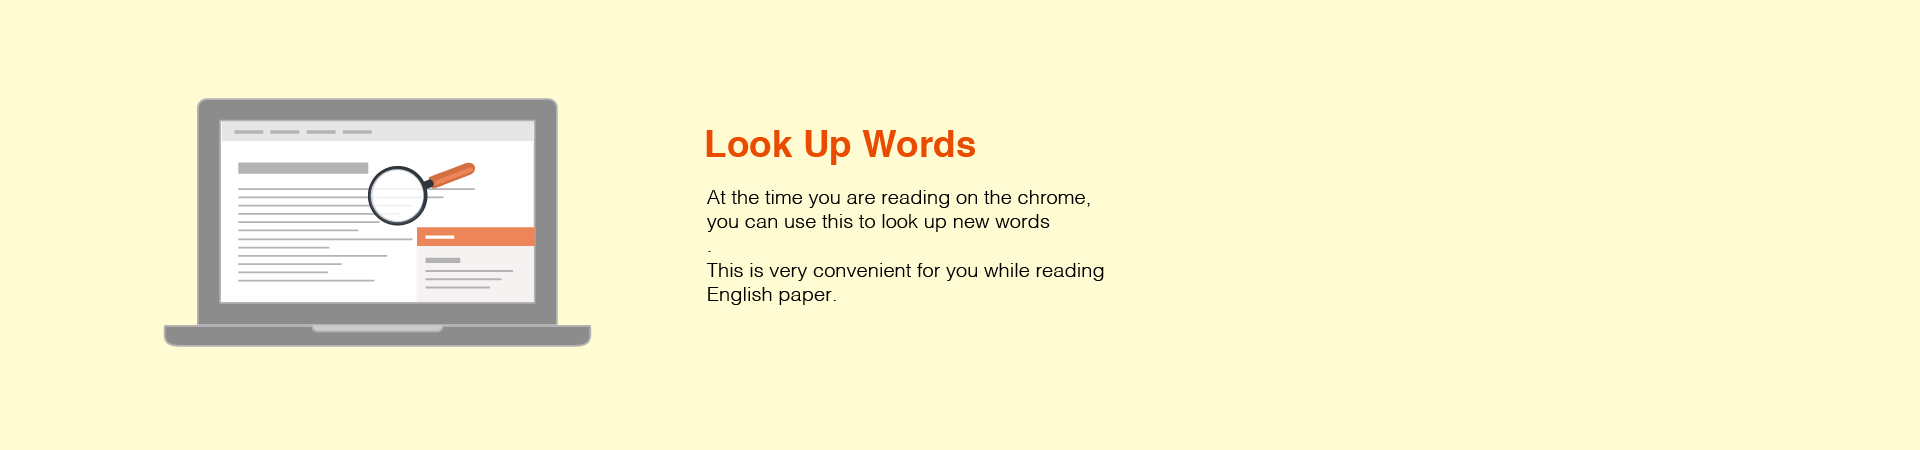 Look Up Words
At the time you are reading on the chrome,
you can use this to look up new words
.
This is very convenient for you while reading
English paper.